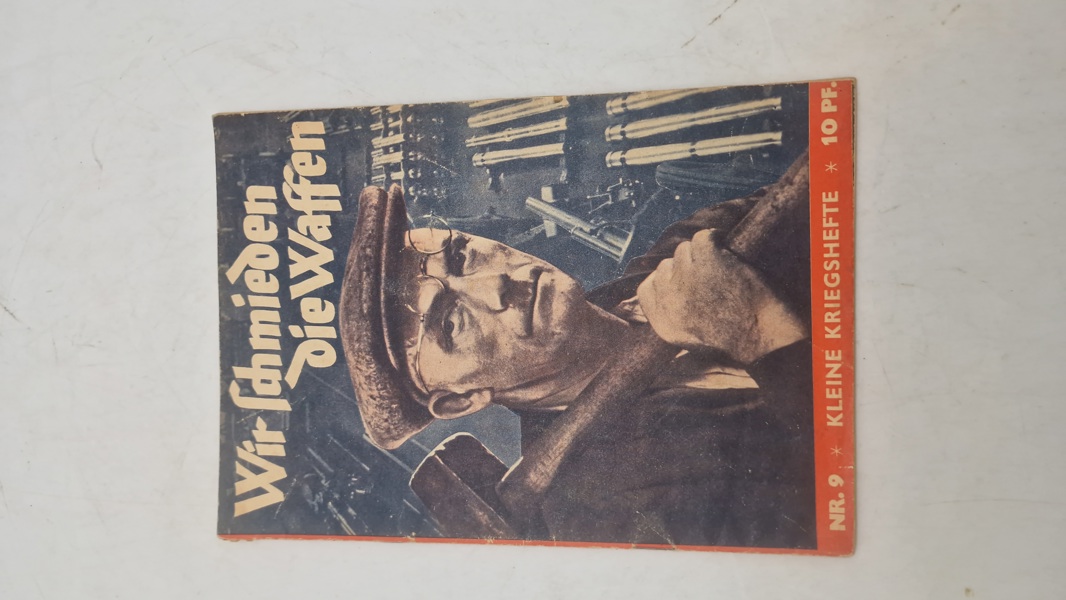 Wir schmieden
die Waffen
NR. 9 * KLEINE KRIEGSHEFTE * 10 PF.